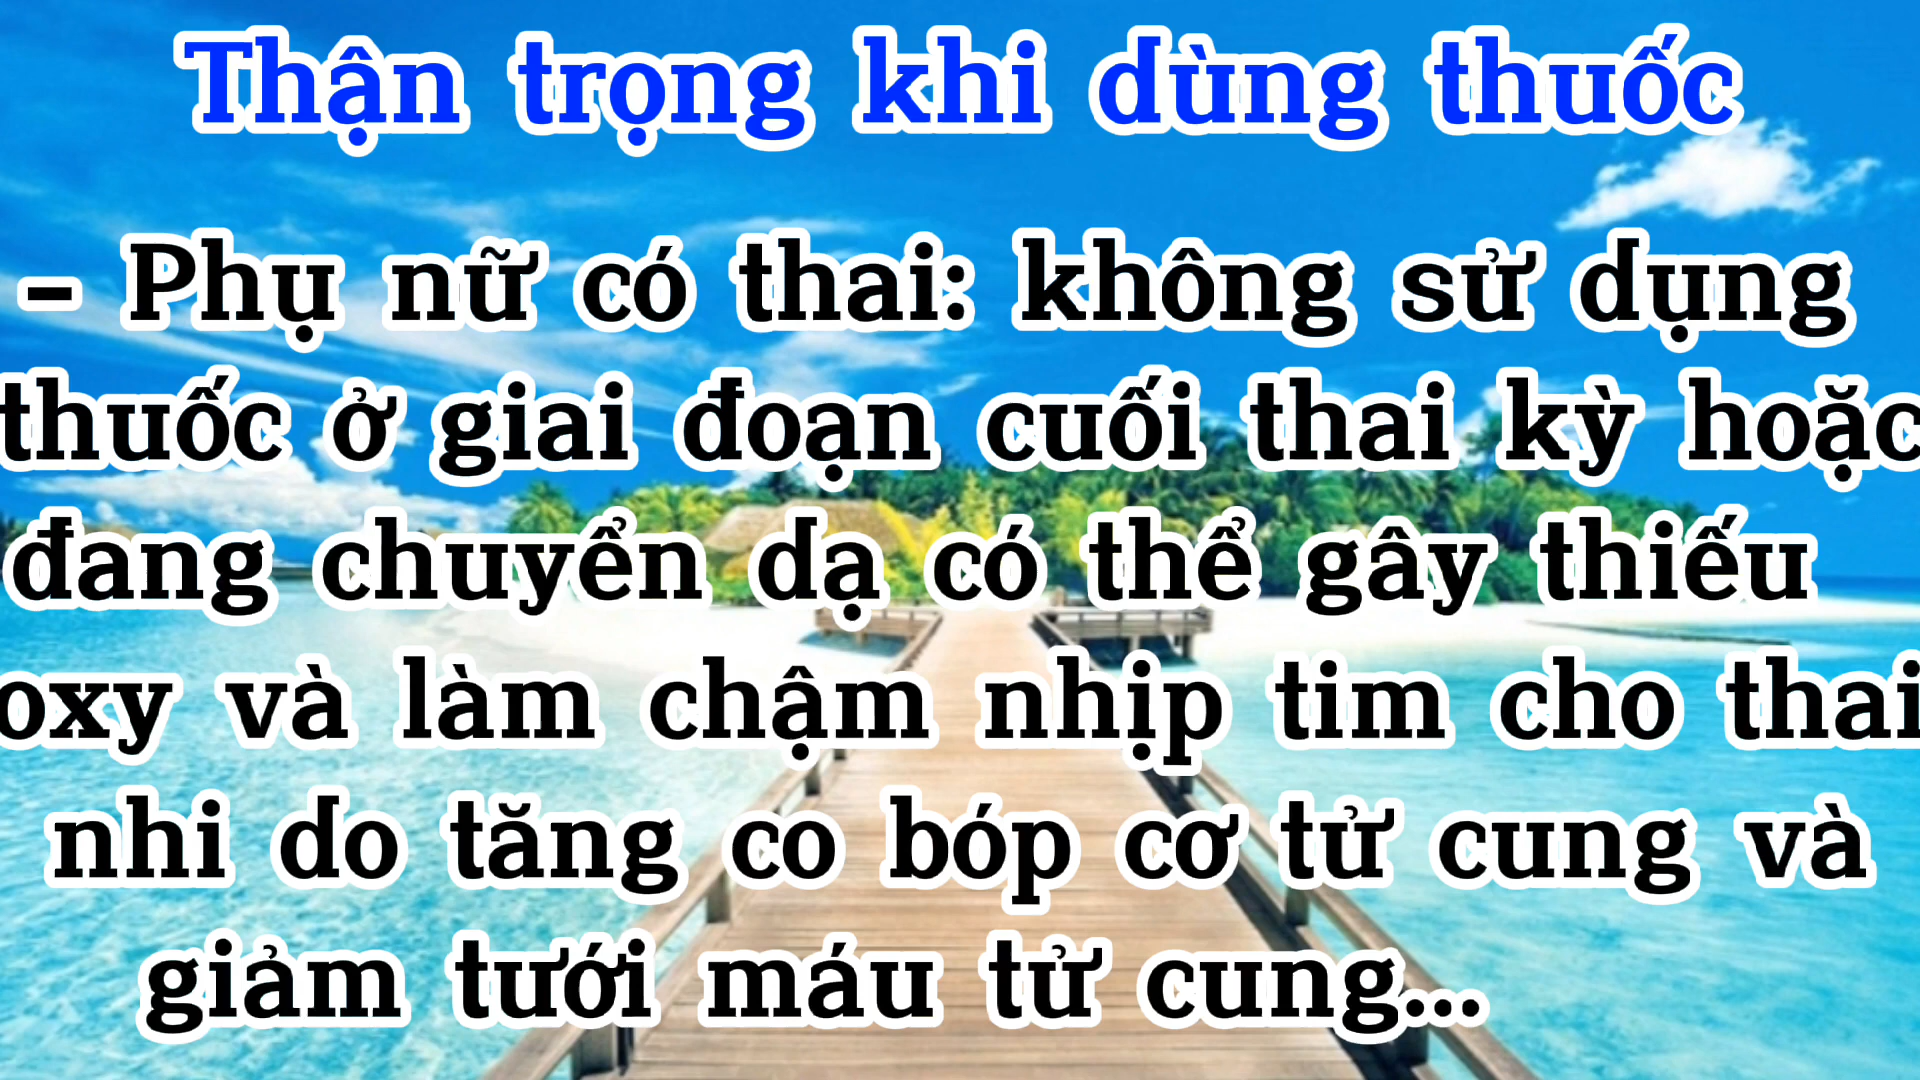 Thận trọng khi dùng thuốc
- Phụ nữ có thai: không sử dụng
thuốc ở giai đoạn cuối thai kỳ hoặc
đang chuyển dạ có thể gây thiếu
oxy và làm chậm nhịp tim cho thai
nhi do tăng co bóp cơ tử cung và
giảm tưới máu tử cung...